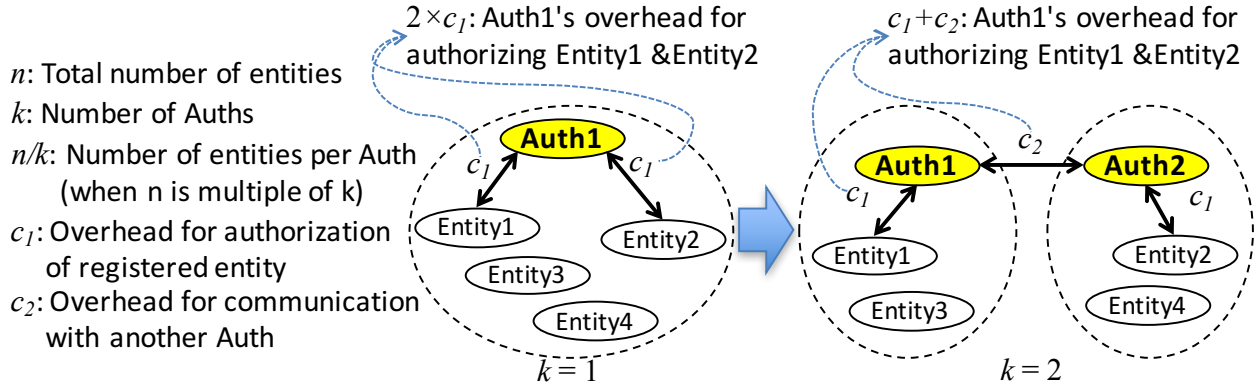 n: Total number of entities
k: Number of Auths
n/k: Number of entities per Auth
(when n is multiple of k)
c1: Overhead for authorization
of registered entity
c2: Overhead for communication
with another Auth
2×c1: Auth1's overhead for
authorizing Entity1 &Entity2
Auth1
c1
c1
Entity1
Entity2
Entity3
Entity4
k = 1
c1+c2: Auth1's overhead for
authorizing Entity1 &Entity2
c2
Auth1
Auth2
c1
c1
Entity1
Entity2
Entity3
Entity4
k = 2